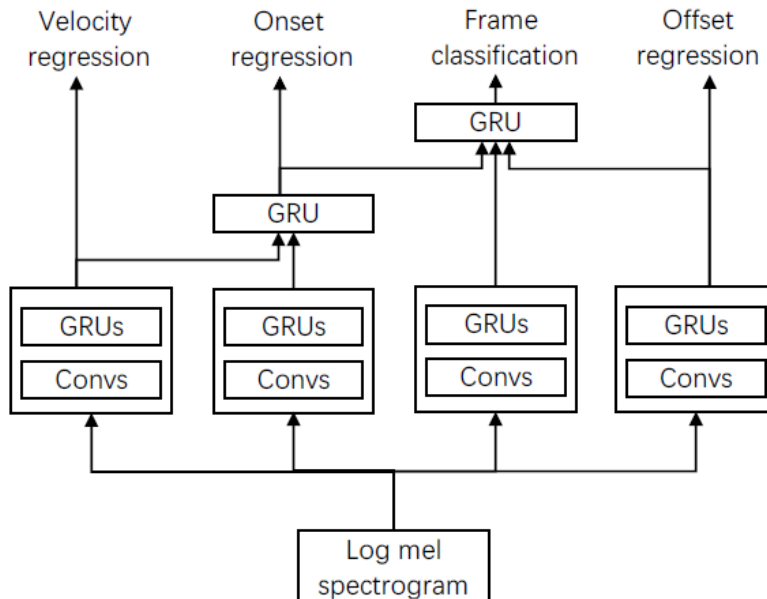 Velocity
regression
Onset
regression
Frame
classification
Offset
regression
GRU
GRU
GRUs
Convs
GRUs
Convs
GRUs
Convs
GRUs
Convs
Log mel
spectrogram